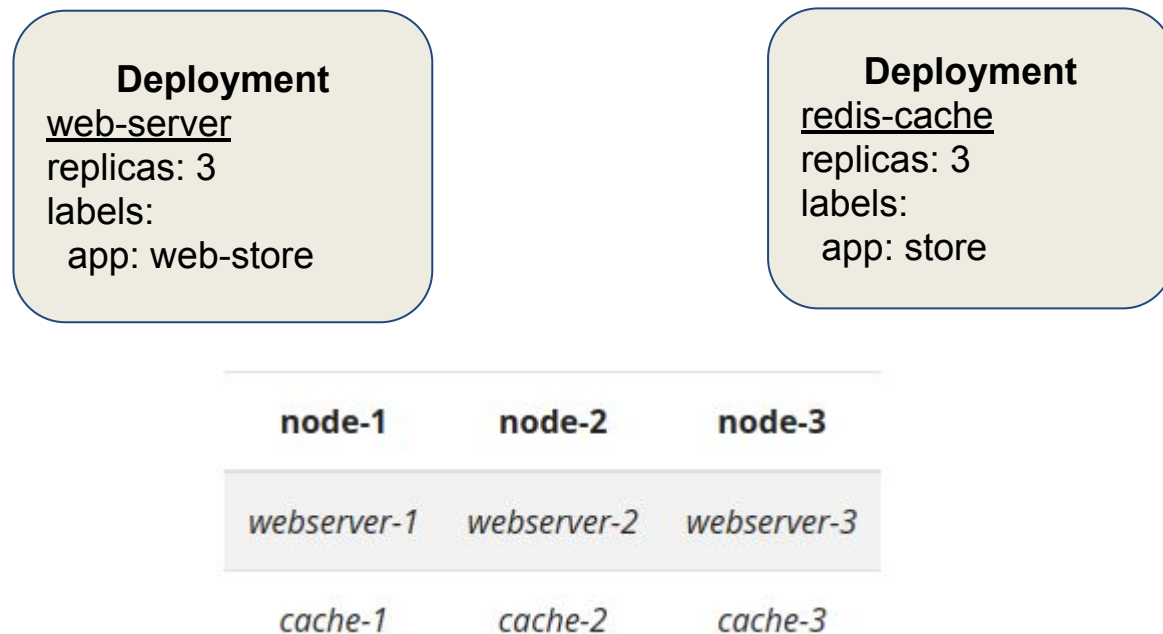 Deployment
web-server
replicas: 3
labels:
app: web-store
Deployment
redis-cache
replicas: 3
labels:
app: store
node-1 node-2 node-3
webserver-1 webserver-2 webserver-3
cache-1 cache-2 cache-3